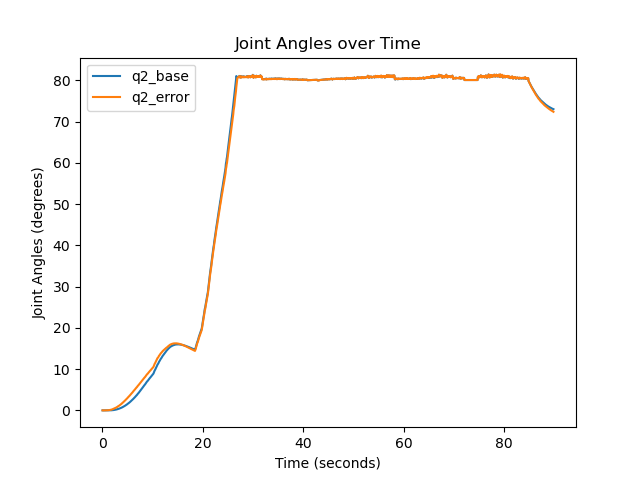 Joint Angles over Time
q2_base
q2_error
Joint Angles (degrees)
80
70
60
50
40
30
20
10
0
0 20 40 60 80
Time (seconds)